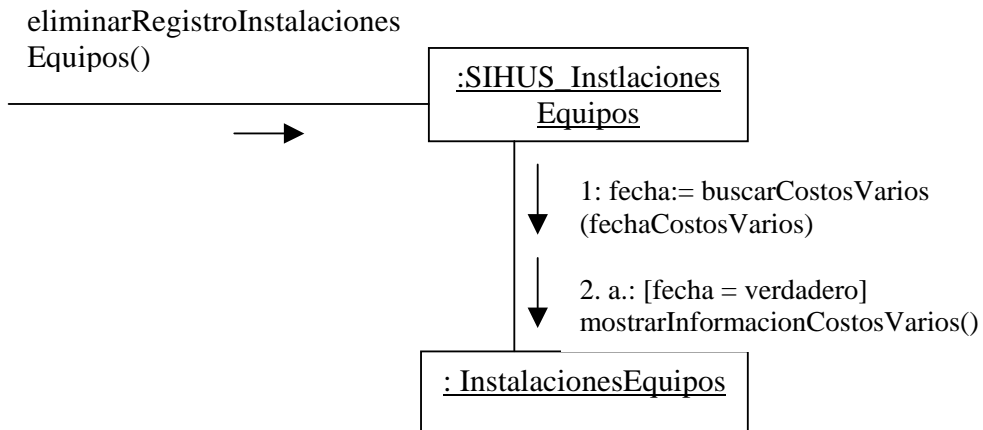 eliminarRegistroInstalaciones
Equipos()
:SIHUS_Instlaciones
Equipos
1: fecha:= buscarCostosVarios
(fechaCostosVarios)
2. a.: [fecha = verdadero]
mostrarInformacionCostosVarios()
: InstalacionesEquipos